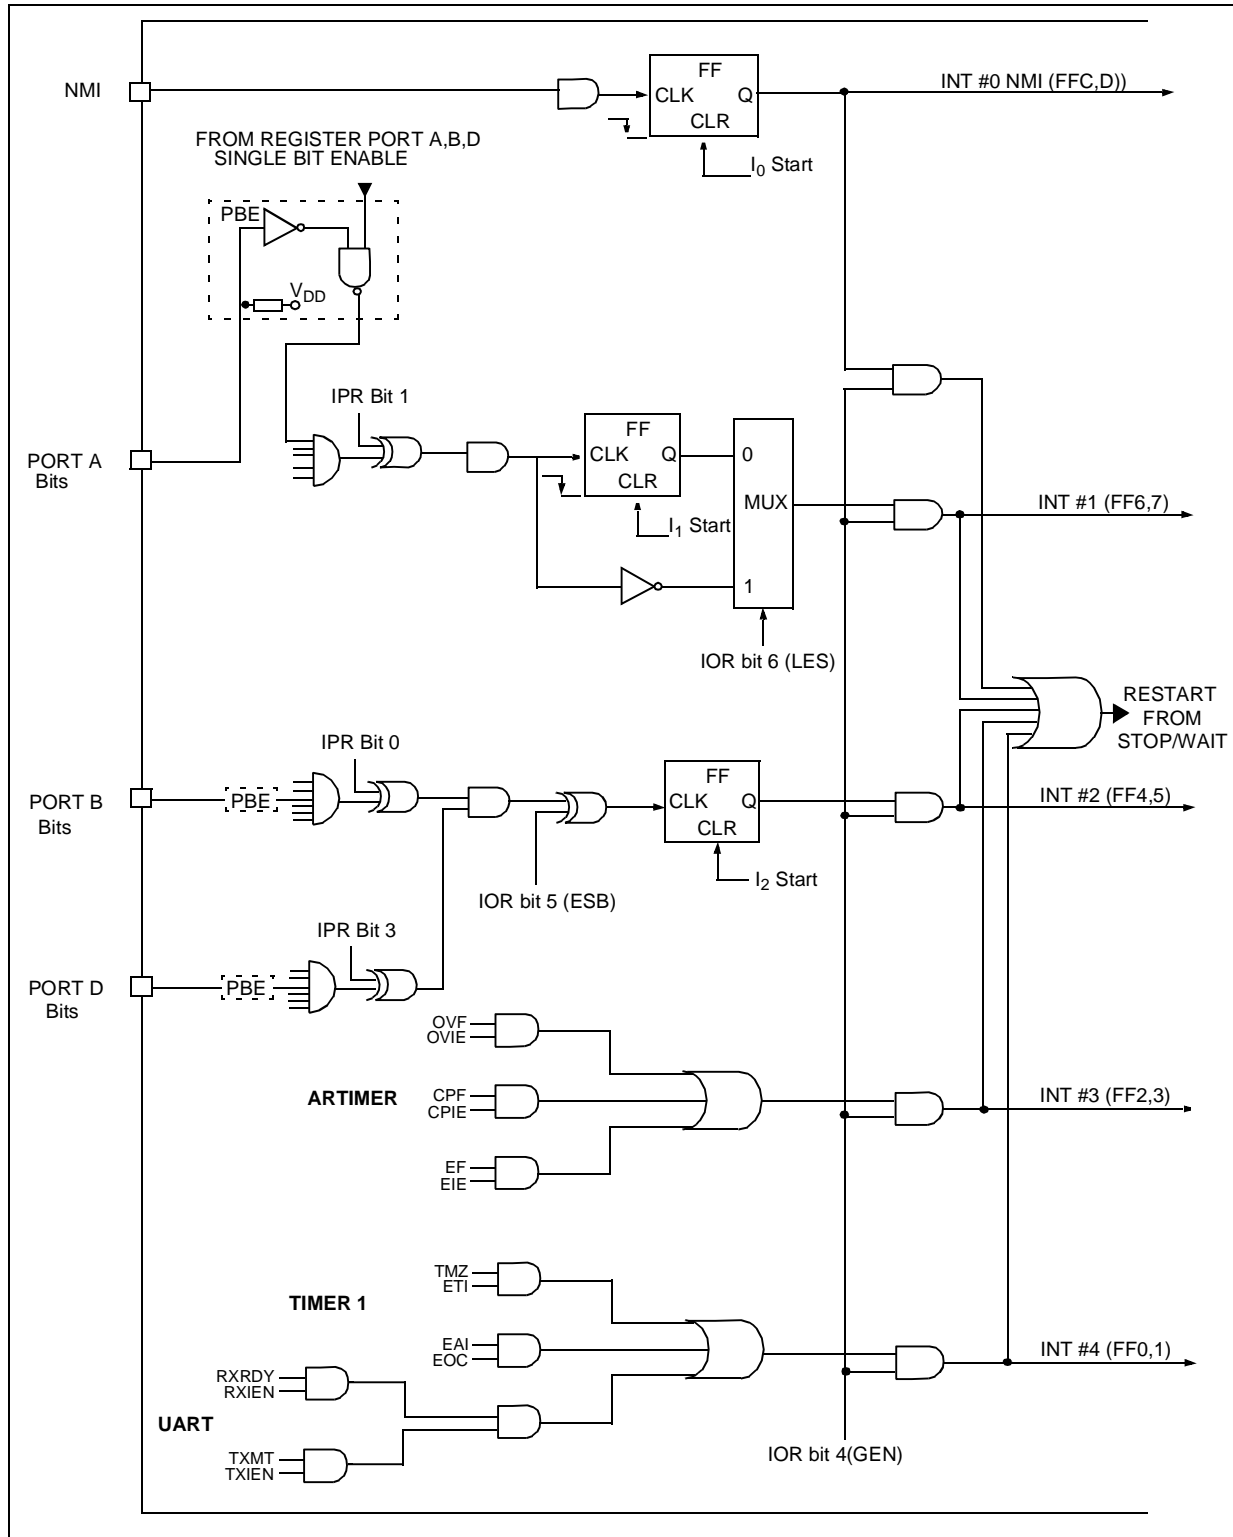 NMI
FF
CLK
Q
CLR
I0 Start
INT #0 NMI (FFC,D))
FROM REGISTER PORT A,B,D
SINGLE BIT ENABLE
PBE
VDD
IPR Bit 1
PORT A
Bits
FF
CLK
Q
CLR
I1 Start
0
MUX
1
INT #1 (FF6,7)
IOR bit 6 (LES)
RESTART
FROM
STOP/WAIT
IPR Bit 0
PORT B
Bits
PBE
FF
CLK
Q
CLR
I2 Start
INT #2 (FF4,5)
IOR bit 5 (ESB)
IPR Bit 3
PORT D
Bits
PBE
OVF
OVIE
ARTIMER
CPF
CPIE
INT #3 (FF2,3)
EF
EIE
TMZ
ETI
TIMER 1
EAI
EOC
INT #4 (FF0,1)
RXRDY
RXIEN
UART
TXMT
TXIEN
IOR bit 4(GEN)